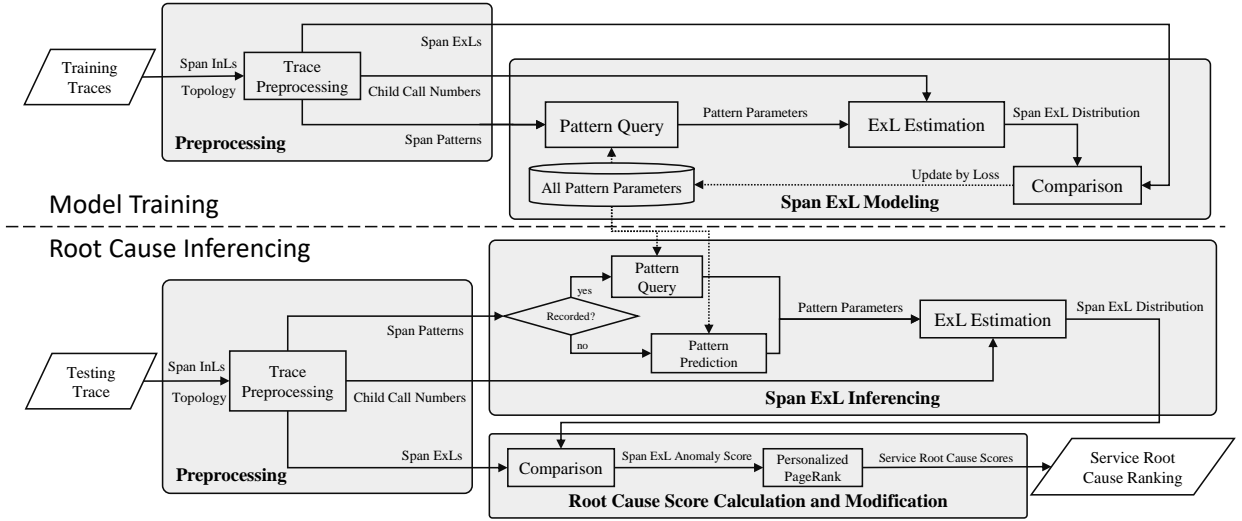 Span ExLs
Training
Traces
Span InLs
Topology
Trace
Preprocessing
Child Call Numbers
Span Patterns
Preprocessing
Pattern Query
Pattern Parameters
ExL Estimation
Span ExL Distribution
All Pattern Parameters
Update by Loss
Comparison
Span ExL Modeling
Model Training
Root Cause Inferencing
Pattern
Query
yes
Recorded?
no
Pattern
Prediction
Pattern Parameters
ExL Estimation
Span ExL Distribution
Span Patterns
Testing
Trace
Span InLs
Topology
Trace
Preprocessing
Child Call Numbers
Span ExL Inferencing
Span ExLs
Preprocessing
Comparison
Span ExL Anomaly Score
Personalized
PageRank
Service Root Cause Scores
Service Root
Cause Ranking
Root Cause Score Calculation and Modification